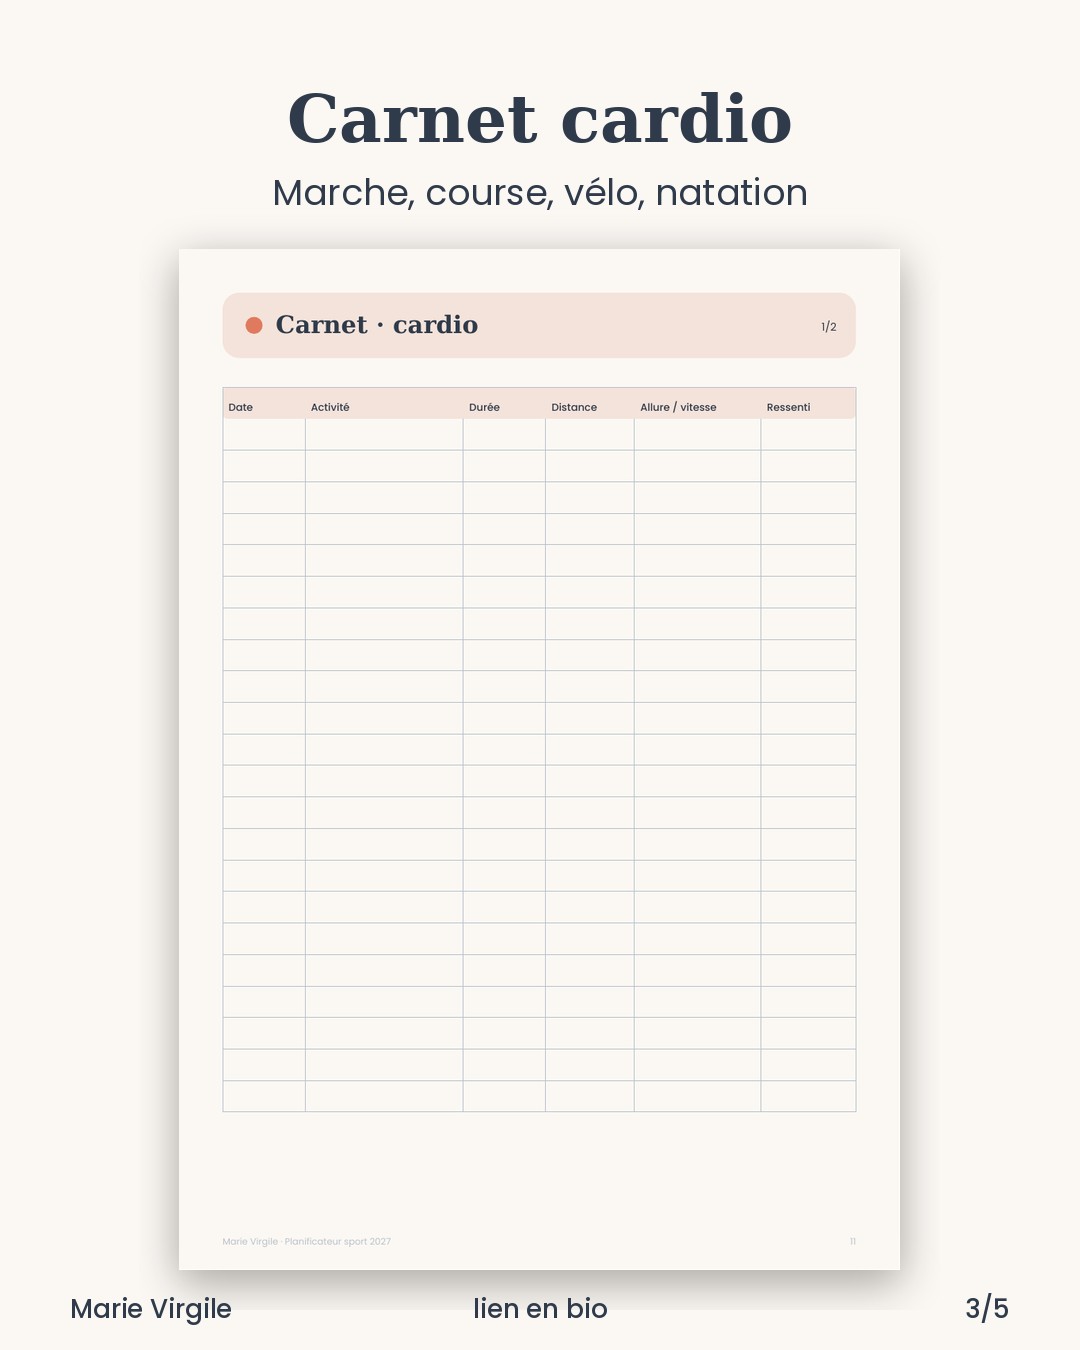 Carnet cardio
Marche, course, vélo, natation
Carnet · cardio 1/2
Date Activité Durée Distance Allure / vitesse Ressenti
Marie Virgile · Planificateur sport 2027 11
Marie Virgile lien en bio 3/5